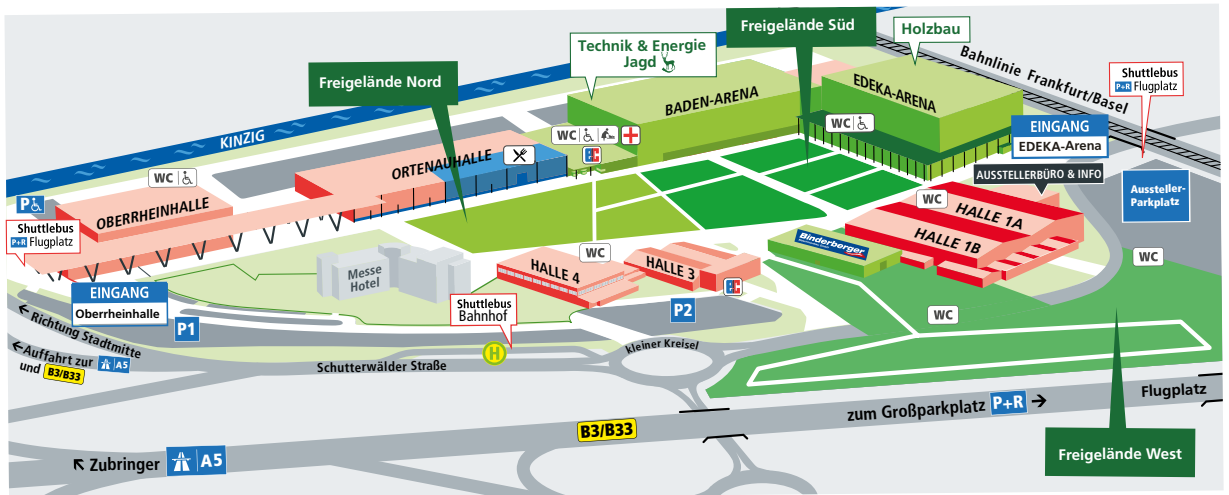 Freigelände Nord
Technik & Energie
Jagd
Freigelände Süd
Holzbau
Bahnlinie Frankfurt/Basel
Shuttlebus
P+R Flugplatz
KINZIG
BADEN-ARENA
EDEKA-ARENA
WC
WC
EINGANG
EDEKA-Arena
ORTENAUHALLE
WC
AUSSTELLERBÜRO & INFO
Aussteller-
Parkplatz
P
OBERRHEINHALLE
WC
HALLE 1A
HALLE 1B
Shuttlebus
P+R Flugplatz
Binderberger
WC
HALLE 4
HALLE 3
WC
Messe
Hotel
EINGANG
Oberrheinhalle
Shuttlebus
Bahnhof
P1
P2
WC
H
kleiner Kreisel
Richtung Stadtmitte
Auffahrt zur A5
und B3/B33
Schutterwälder Straße
zum Großparkplatz P+R
Flugplatz
B3/B33
Zubringer A5
Freigelände West